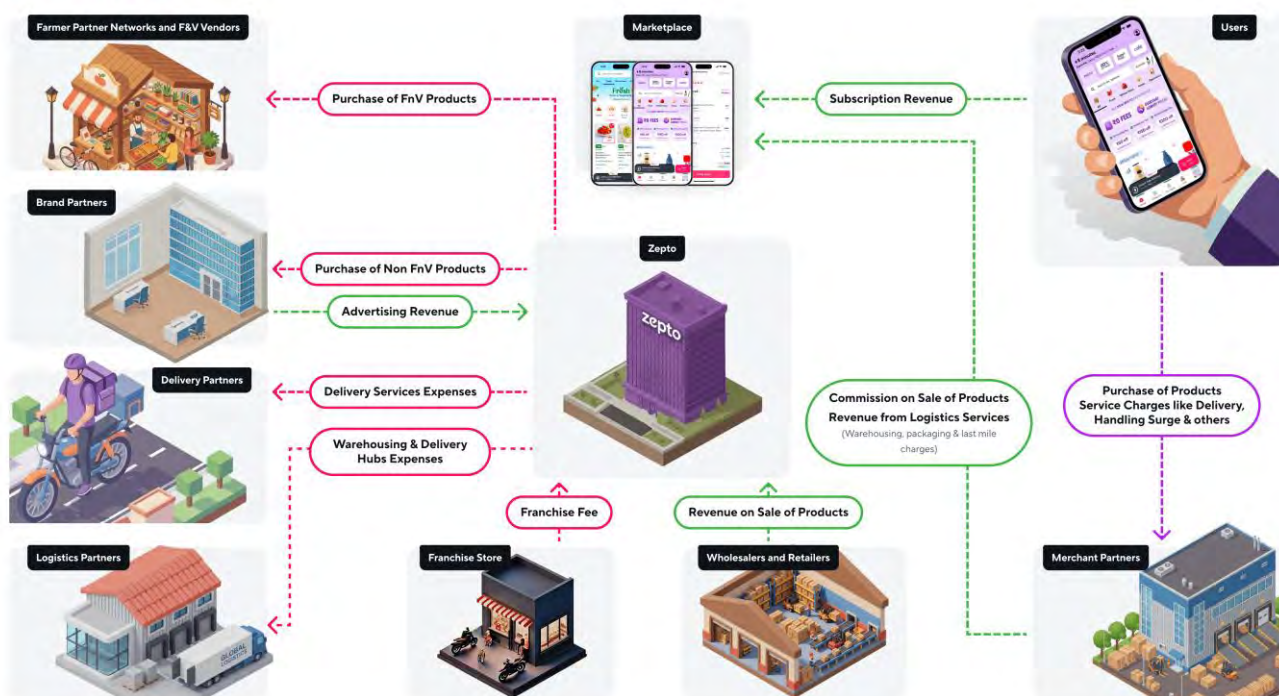 Farmer Partner Networks and F&V Vendors
Marketplace
Users
Purchase of FnV Products
Subscription Revenue
Brand Partners
Zepto
Purchase of Non FnV Products
Advertising Revenue
zepto
Delivery Partners
Delivery Services Expenses
Commission on Sale of Products
Revenue from Logistics Services
(Warehousing, packaging & last mile
charges)
Purchase of Products
Service Charges like Delivery,
Handling Surge & others
Warehousing & Delivery
Hubs Expenses
Franchise Fee
Revenue on Sale of Products
Logistics Partners
Franchise Store
Wholesalers and Retailers
Merchant Partners
GLOBAL
LOGISTICS